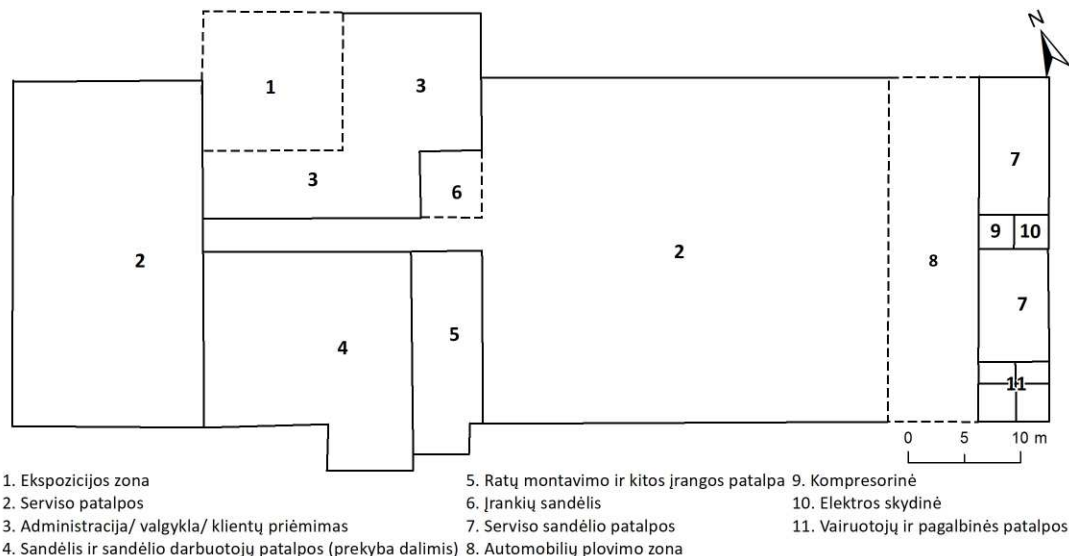 N
1
3
3
6
2
2
8
7
9 10
7
4
5
11
0 5 10 m
1. Ekspozicijos zona
2. Serviso patalpos
3. Administracija/ valgykla/ klientų priėmimas
4. Sandėlis ir sandėlio darbuotojų patalpos (prekyba dalimis)
5. Ratų montavimo ir kitos įrangos patalpa
6. Įrankių sandėlis
7. Serviso sandėlio patalpos
8. Automobilių plovimo zona
9. Kompresorinė
10. Elektros skydinė
11. Vairuotojų ir pagalbinės patalpos